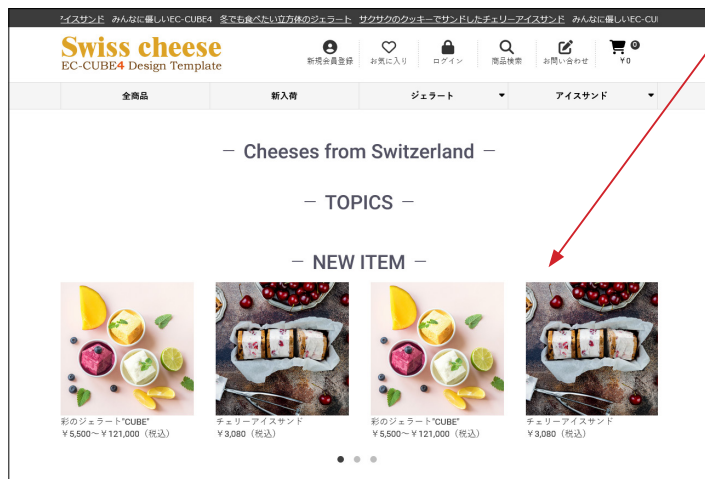 イスサンド みんなに優しいEC-CUBE4 冬でも食べたい立方体のジェラート サクサクのクッキーでサンドしたチェリーアイスサンド みんなに優しいEC-CU
Swiss cheese
EC-CUBE4 Design Template
新規会員登録 お気に入り ログイン 商品検索 お問い合わせ 0 ￥0
全商品 新入荷 ジェラート アイスサンド
− Cheeses from Switzerland −
− TOPICS −
− NEW ITEM −
彩のジェラート"CUBE" チェリーアイスサンド 彩のジェラート"CUBE" チェリーアイスサンド
￥5,500～￥121,000（税込） ￥3,080（税込） ￥5,500～￥121,000（税込） ￥3,080（税込）